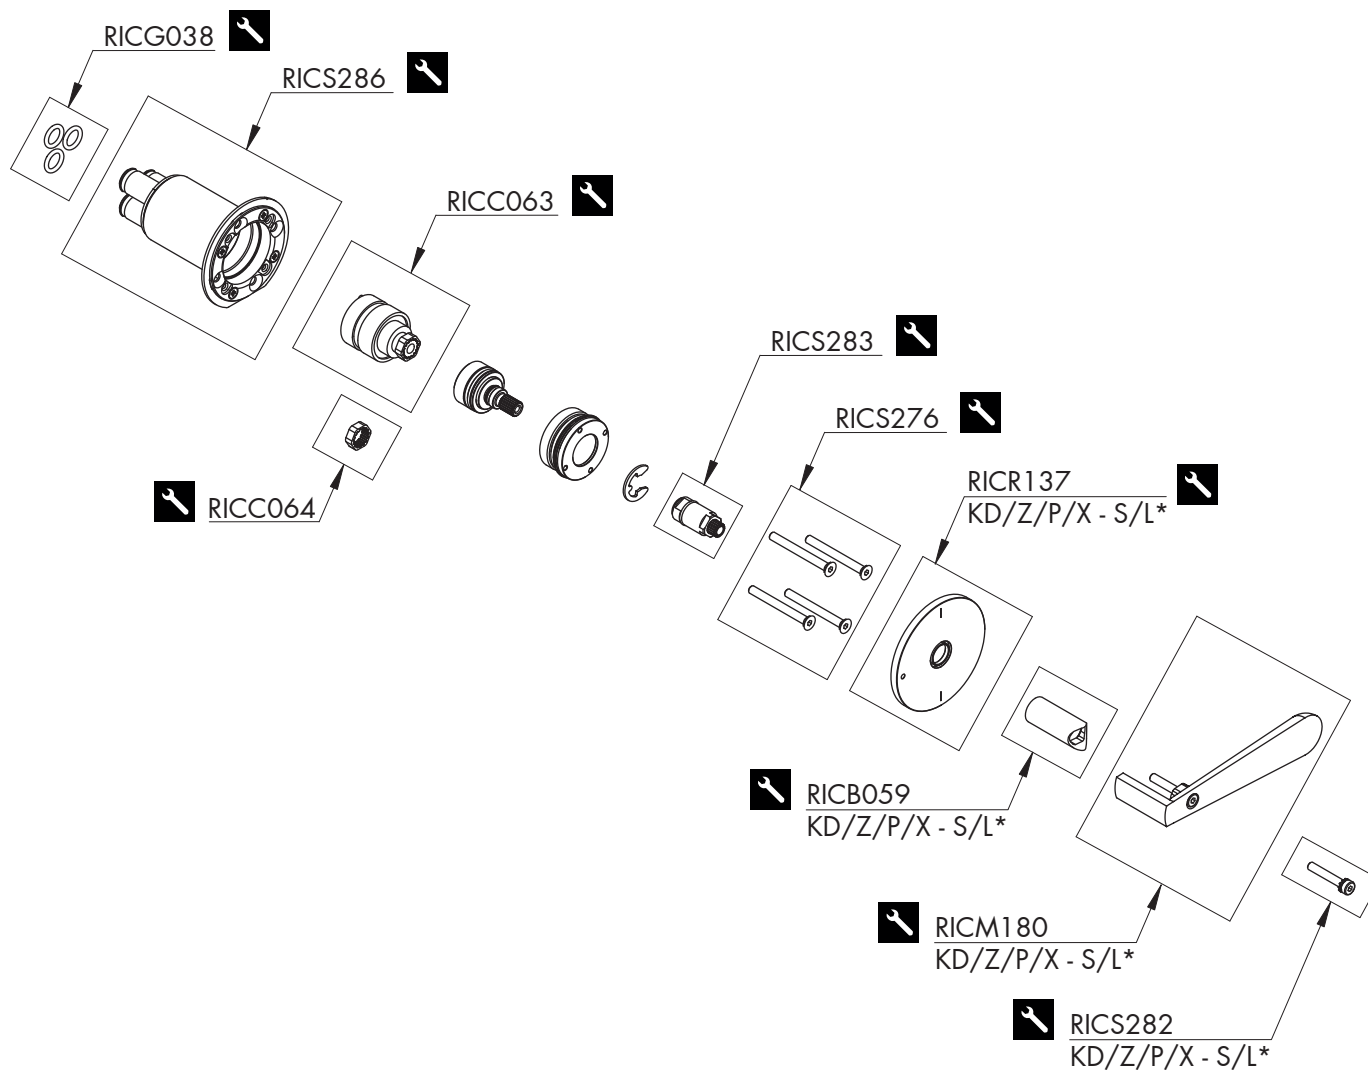 RICG038
RICS286
RICC063
RICS283
RICS276
RICR137
KD/Z/P/X - S/L*
RICC064
RICB059
KD/Z/P/X - S/L*
RICM180
KD/Z/P/X - S/L*
RICS282
KD/Z/P/X - S/L*